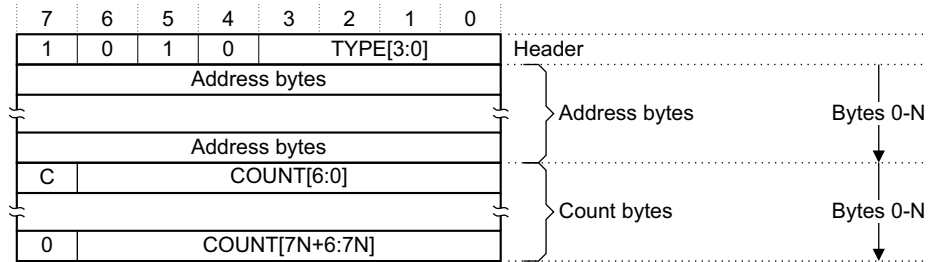 7 6 5 4 3 2 1 0
1 0 1 0 TYPE[3:0] Header
Address bytes
Address bytes Bytes 0-N
Address bytes
C COUNT[6:0]
Count bytes Bytes 0-N
0 COUNT[7N+6:7N]